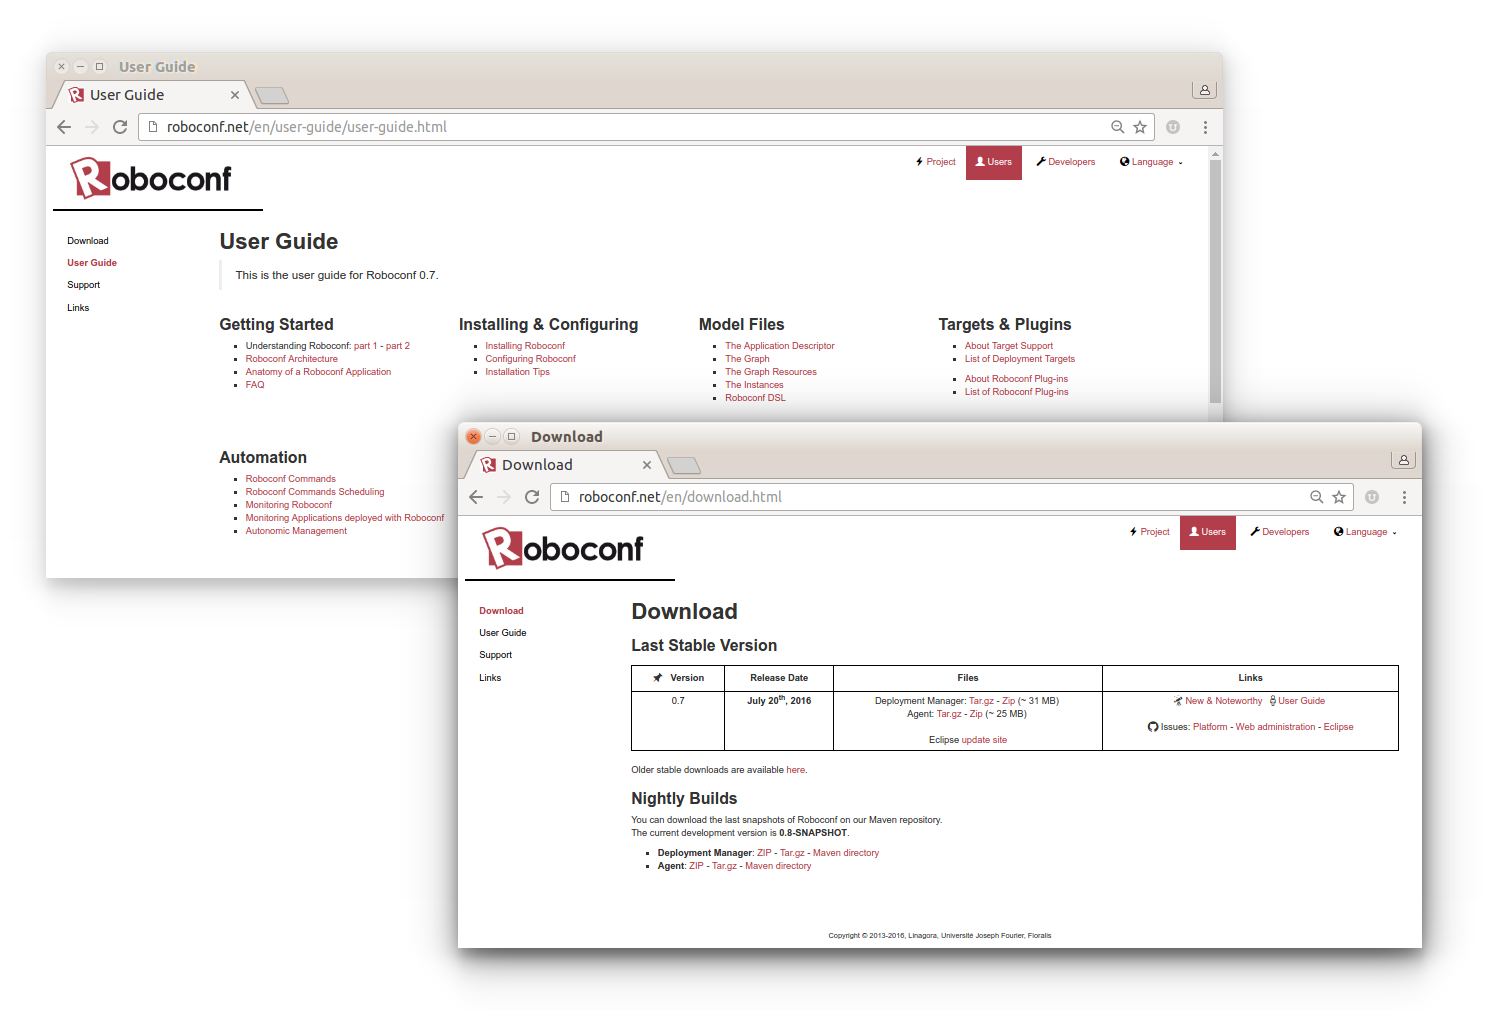 User Guide
User Guide
roboconf.net/en/user-guide/user-guide.html
Roboconf
Project Users Developers Language
Download
User Guide
Support
Links
User Guide
This is the user guide for Roboconf 0.7.
Getting Started
Understanding Roboconf: part 1 - part 2
Roboconf Architecture
Anatomy of a Roboconf Application
FAQ
Installing & Configuring
Installing Roboconf
Configuring Roboconf
Installation Tips
Model Files
The Application Descriptor
The Graph
The Graph Resources
The Instances
Roboconf DSL
Targets & Plugins
About Target Support
List of Deployment Targets
About Roboconf Plug-ins
List of Roboconf Plug-ins
Automation
Roboconf Commands
Roboconf Commands Scheduling
Monitoring Roboconf
Monitoring Applications deployed with Roboconf
Autonomic Management
Download
Download
roboconf.net/en/download.html
Roboconf
Project Users Developers Language
Download
User Guide
Support
Links
Download
Last Stable Version
Version Release Date Files Links
0.7 July 20th, 2016 Deployment Manager: Tar.gz - Zip (~ 31 MB) New & Noteworthy User Guide
Agent: Tar.gz - Zip (~ 25 MB)
Issues: Platform - Web administration - Eclipse
Eclipse update site
Older stable downloads are available here.
Nightly Builds
You can download the last snapshots of Roboconf on our Maven repository.
The current development version is 0.8-SNAPSHOT.
Deployment Manager: ZIP - Tar.gz - Maven directory
Agent: ZIP - Tar.gz - Maven directory
Copyright © 2013-2016, Linagora, Université Joseph Fourier, Floralis